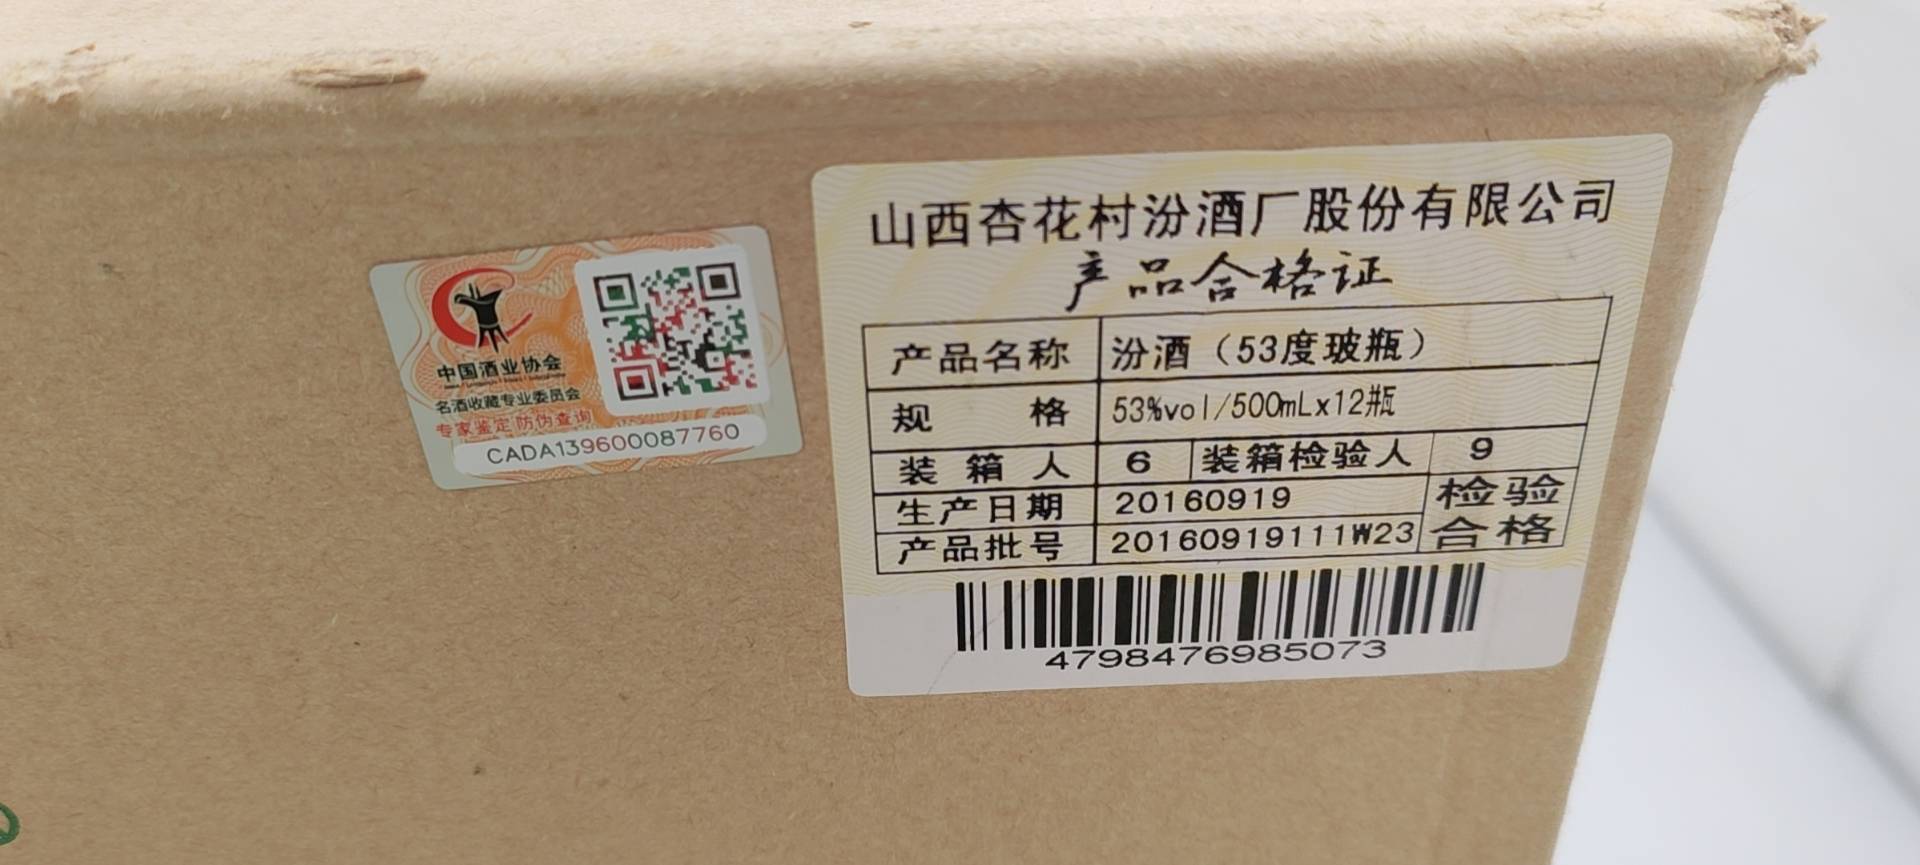 中国酒业协会
名酒收藏专业委员会
专家鉴定 防伪查询
CADA139600087760
山西杏花村汾酒厂股份有限公司
产品合格证
产品名称 汾酒（53度玻瓶）
规格 53%vol/500mLx12瓶
装箱人 6 装箱检验人 9
生产日期 20160919 检验
产品批号 20160919111W23 合格
4798476985073